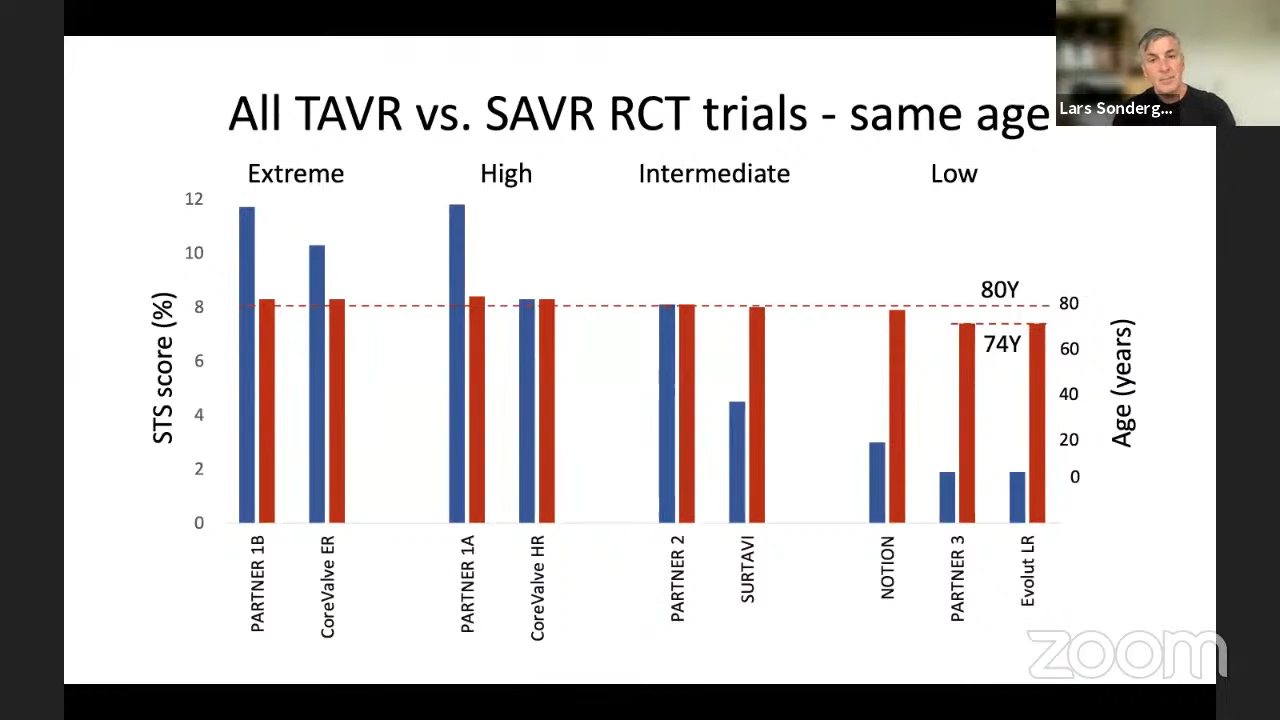 All TAVR vs. SAVR RCT trials - same age
Lars Sonderg...
Extreme
High
Intermediate
Low
12
10
8
6
4
2
0
STS score (%)
80Y
74Y
80
60
40
20
0
Age (years)
PARTNER 1B
CoreValve ER
PARTNER 1A
CoreValve HR
PARTNER 2
SURTAVI
NOTION
PARTNER 3
Evolut LR
zoom